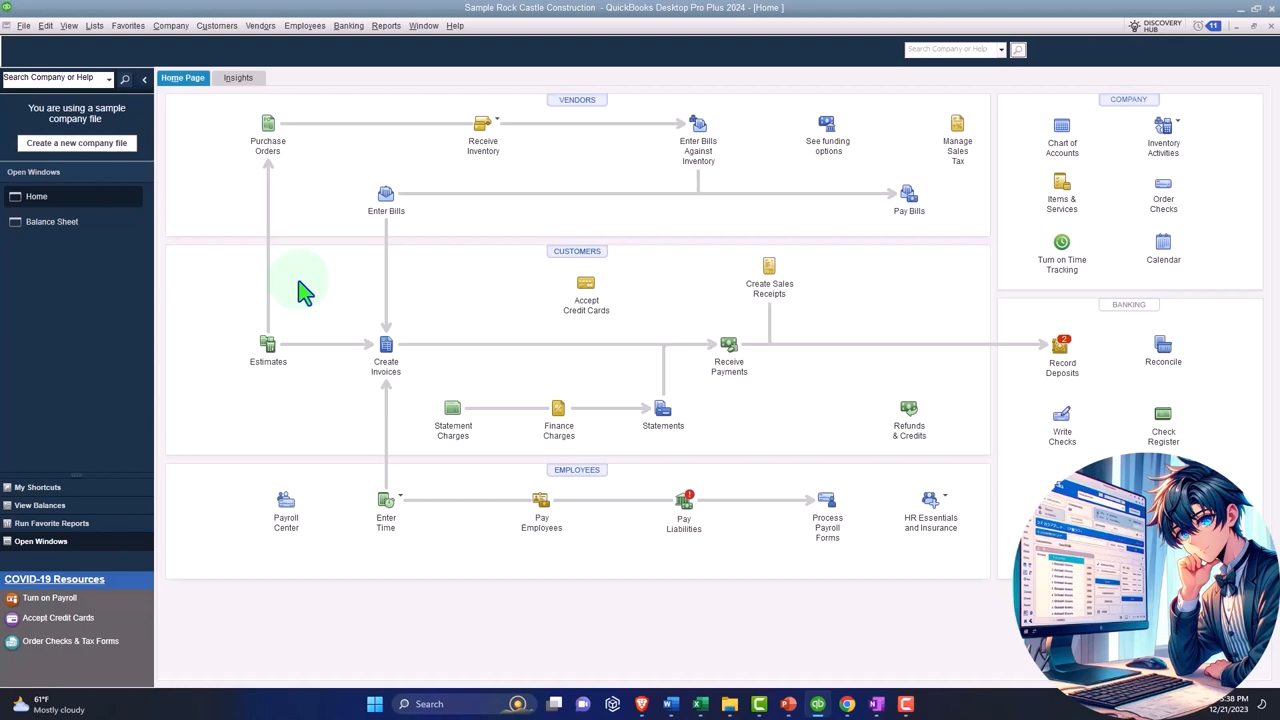 Sample Rock Castle Construction - QuickBooks Desktop Pro Plus 2024 - [Home ]
File Edit View Lists Favorites Company Customers Vendors Employees Banking Reports Window Help
DISCOVERY
HUB
11
Search Company or Help
Search Company or Help
Home Page
Insights
You are using a sample
company file
Create a new company file
Open Windows
Home
Balance Sheet
My Shortcuts
View Balances
Run Favorite Reports
Open Windows
COVID-19 Resources
Turn on Payroll
Accept Credit Cards
Order Checks & Tax Forms
VENDORS
Purchase
Orders
Receive
Inventory
Enter Bills
Against
Inventory
See funding
options
Manage
Sales
Tax
Enter Bills
Pay Bills
CUSTOMERS
Accept
Credit Cards
Create Sales
Receipts
Estimates
Create
Invoices
Receive
Payments
Statement
Charges
Finance
Charges
Statements
Refunds
& Credits
EMPLOYEES
Payroll
Center
Enter
Time
Pay
Employees
Pay
Liabilities
Process
Payroll
Forms
HR Essentials
and Insurance
COMPANY
Chart of
Accounts
Inventory
Activities
Items &
Services
Order
Checks
Turn on Time
Tracking
Calendar
BANKING
2
Record
Deposits
Reconcile
Write
Checks
Check
Register
61°F
Mostly cloudy
Search
5:38 PM
12/21/2023